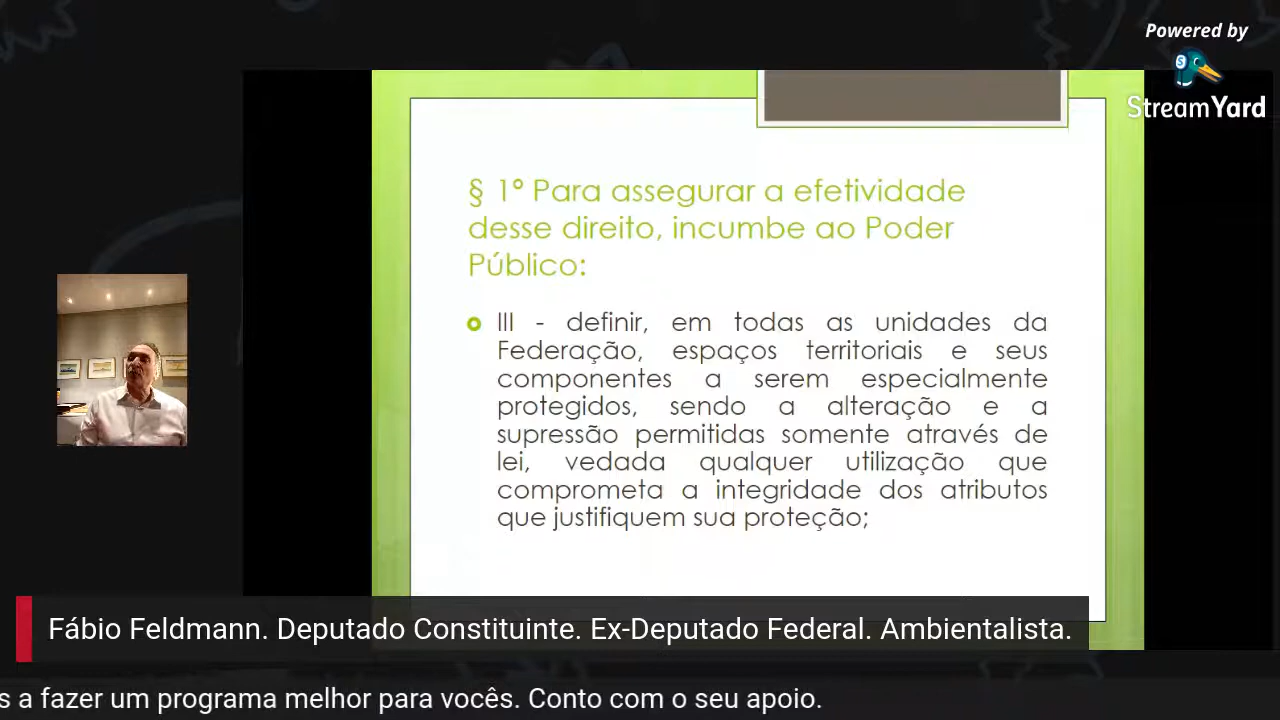 Powered by
StreamYard
§ 1º Para assegurar a efetividade
desse direito, incumbe ao Poder
Público:
III - definir, em todas as unidades da
Federação, espaços territoriais e seus
componentes a serem especialmente
protegidos, sendo a alteração e a
supressão permitidas somente através de
lei, vedada qualquer utilização que
comprometa a integridade dos atributos
que justifiquem sua proteção;
Fábio Feldmann. Deputado Constituinte. Ex-Deputado Federal. Ambientalista.
s a fazer um programa melhor para vocês. Conto com o seu apoio.